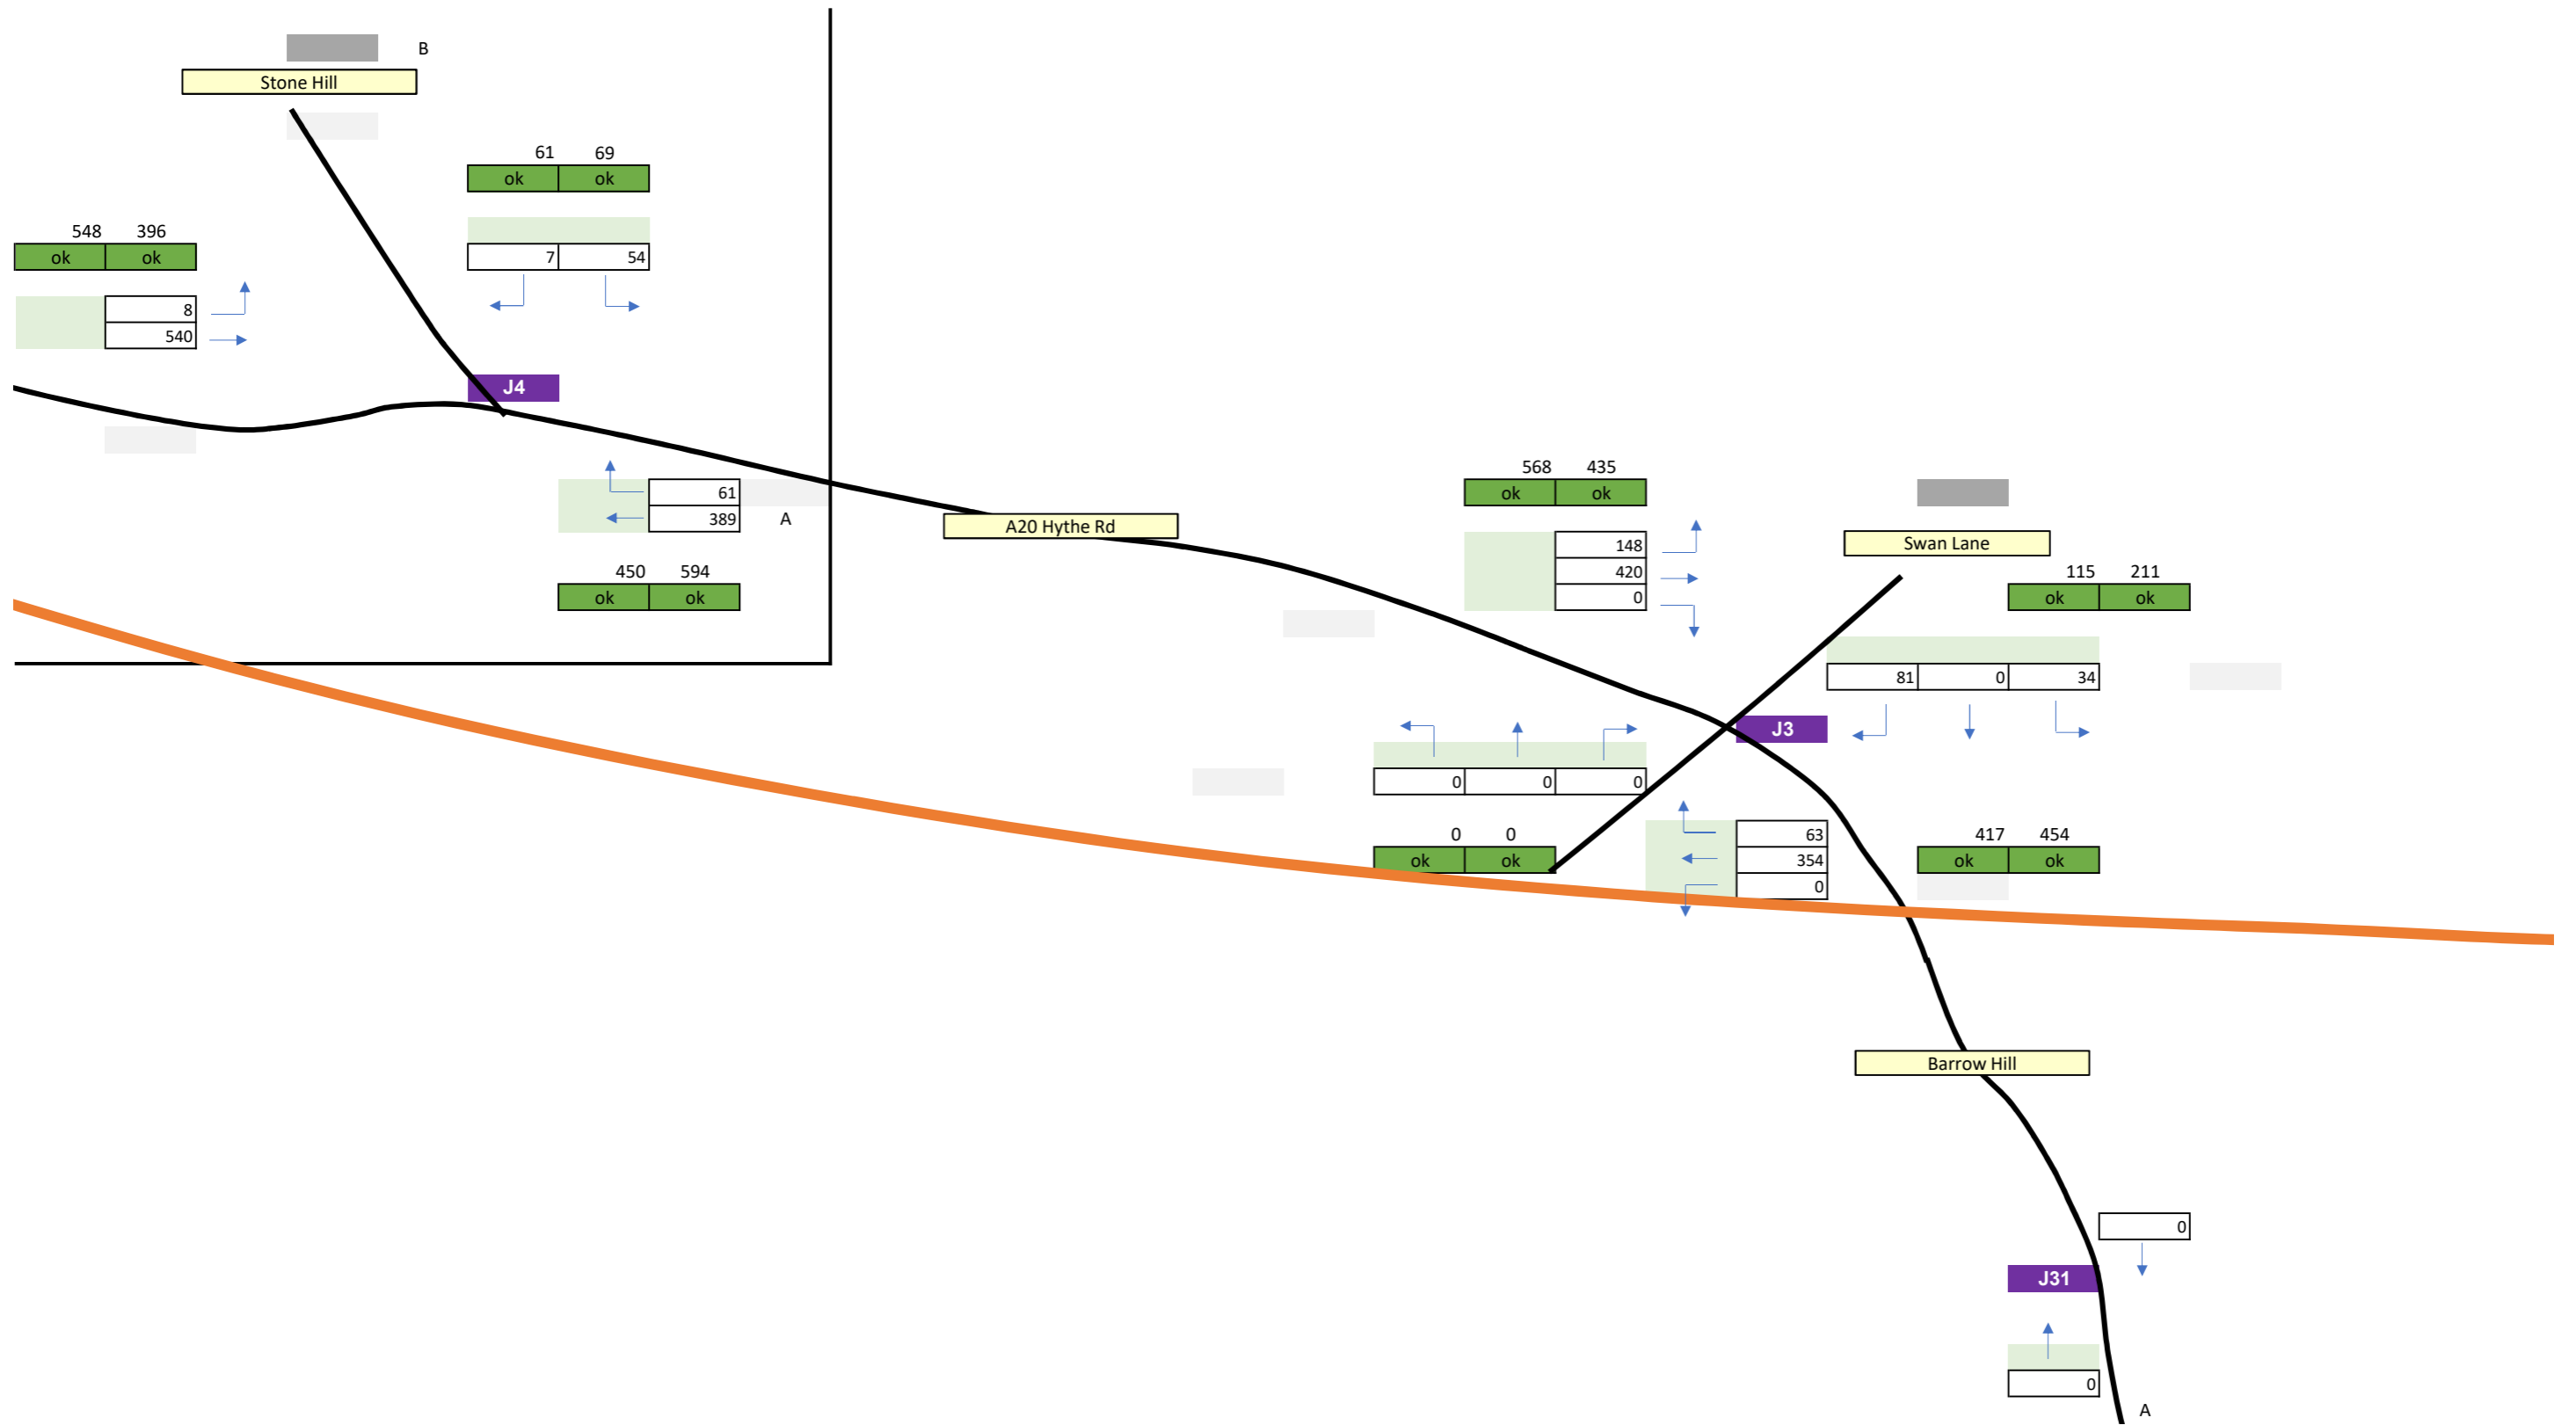 B
Stone Hill
61 69
ok ok
548 396
ok ok
7 54
8
540
J4
61
389 A
450 594
ok ok
A20 Hythe Rd
568 435
ok ok
148
420
0
Swan Lane
115 211
ok ok
81 0 34
J3
0 0 0
0 0
ok ok
63
354
0
417 454
ok ok
Barrow Hill
0
J31
0
A